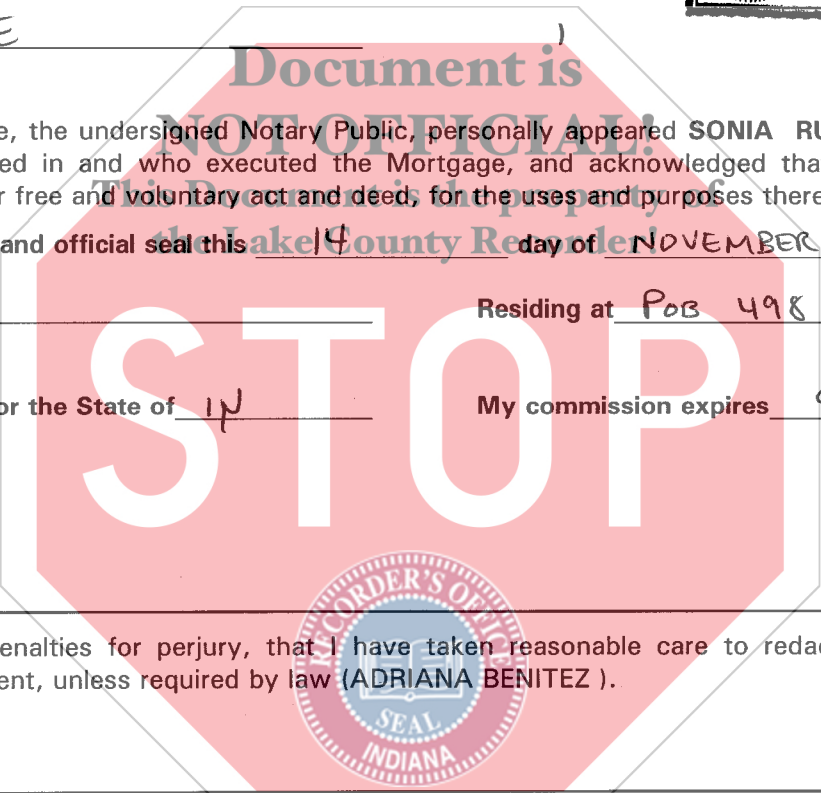 E
Document is
NOT OFFICIAL!
e, the undersigned Notary Public, personally appeared SONIA RU
ed in and who executed the Mortgage, and acknowledged tha
r free and voluntary act and deed, for the uses and purposes there
This Document is the property of
and official seal this 14 day of NOVEMBER
the Lake County Recorder!
Residing at POB 498
STOP
or the State of IN My commission expires
RECORDER'S OFFICE
enalties for perjury, that I have taken reasonable care to redac
ent, unless required by law (ADRIANA BENITEZ ).
SEAL
INDIANA